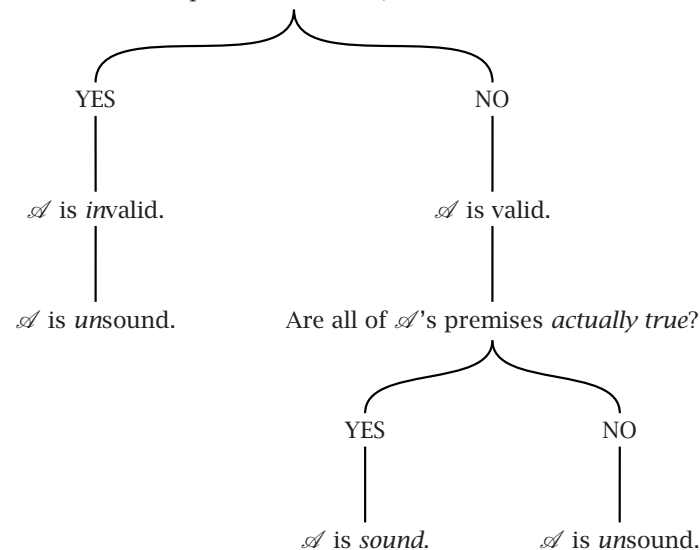 YES
NO
𝒜 is invalid.
𝒜 is valid.
𝒜 is unsound.
Are all of 𝒜's premises actually true?
YES
NO
𝒜 is sound.
𝒜 is unsound.